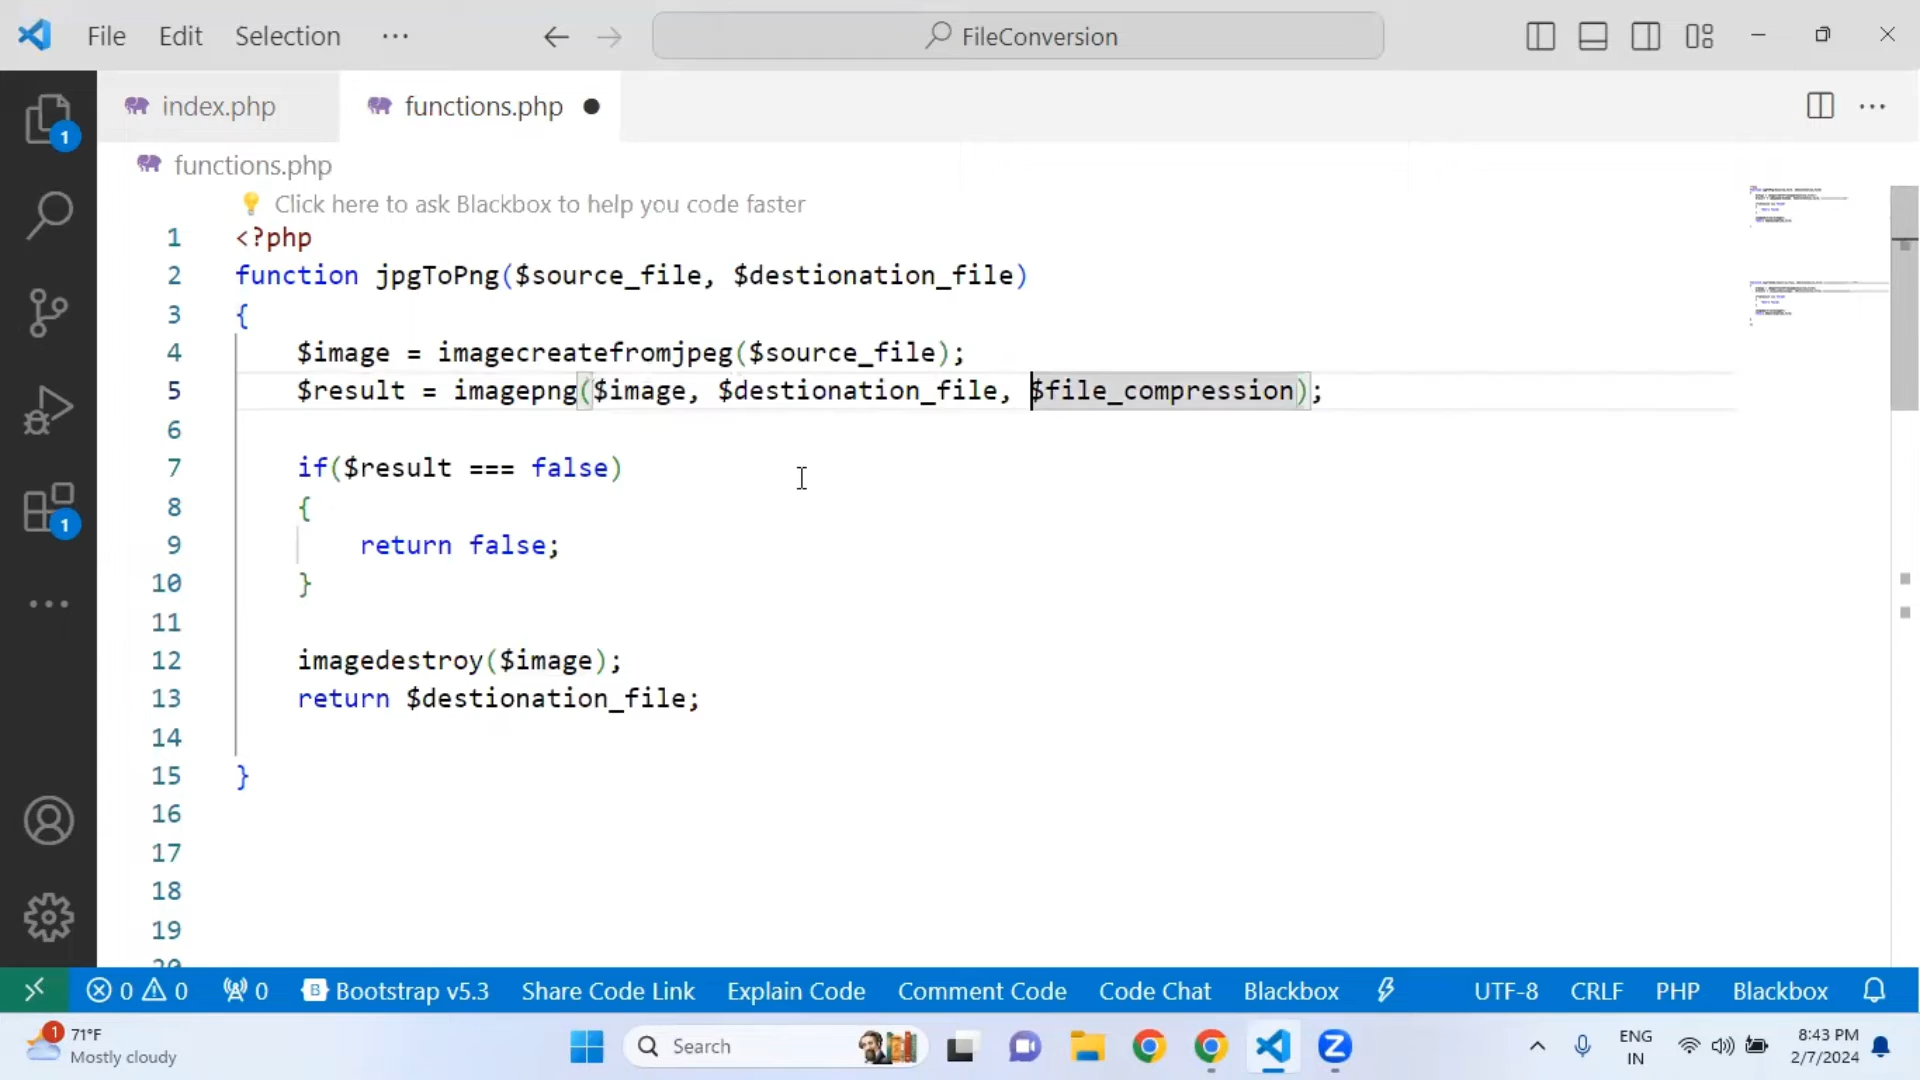 File Edit Selection ··· FileConversion
index.php functions.php
functions.php
Click here to ask Blackbox to help you code faster
1 <?php
2 function jpgToPng($source_file, $destionation_file)
3 {
4 $image = imagecreatefromjpeg($source_file);
5 $result = imagepng($image, $destionation_file, $file_compression);
6
7 if($result === false)
8 {
9 return false;
10 }
11
12 imagedestroy($image);
13 return $destionation_file;
14
15 }
16
17
18
19
20
1
1
0 0 0 Bootstrap v5.3 Share Code Link Explain Code Comment Code Code Chat Blackbox UTF-8 CRLF PHP Blackbox
1 71°F
Mostly cloudy
Search
ENG
IN
8:43 PM
2/7/2024